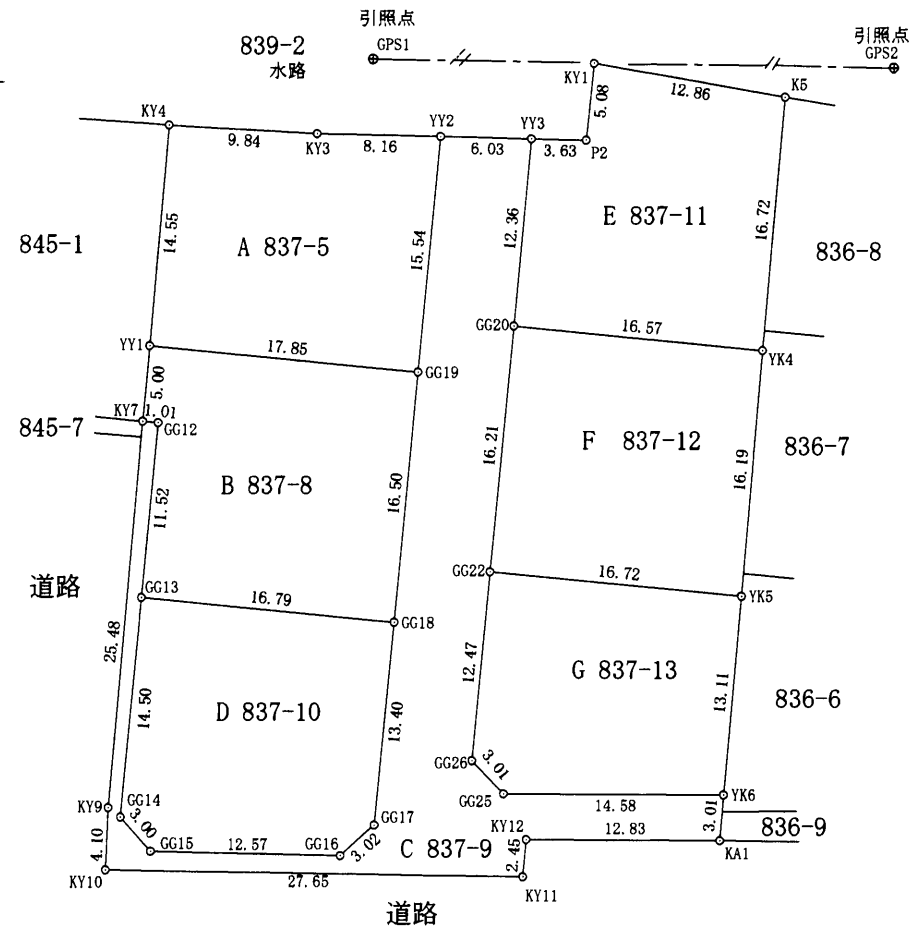 引照点
GPS1
引照点
GPS2
839-2
水路
KY1
5.08
12.86
K5
KY4
9.84
KY3
8.16
YY2
6.03
YY3
3.63
P2
845-1
14.55
A 837-5
15.54
12.36
E 837-11
16.72
836-8
YY1
17.85
GG19
GG20
16.57
YK4
5.00
KY7
1.01
GG12
845-7
11.52
B 837-8
16.50
16.21
F 837-12
16.19
836-7
道路
GG13
16.79
GG18
GG22
16.72
YK5
25.48
14.50
D 837-10
13.40
12.47
G 837-13
13.11
836-6
GG26
3.01
GG25
14.58
YK6
KY9
GG14
3.00
GG15
12.57
GG16
3.02
GG17
C 837-9
KY12
12.83
3.01
836-9
KA1
4.10
KY10
27.65
2.45
KY11
道路